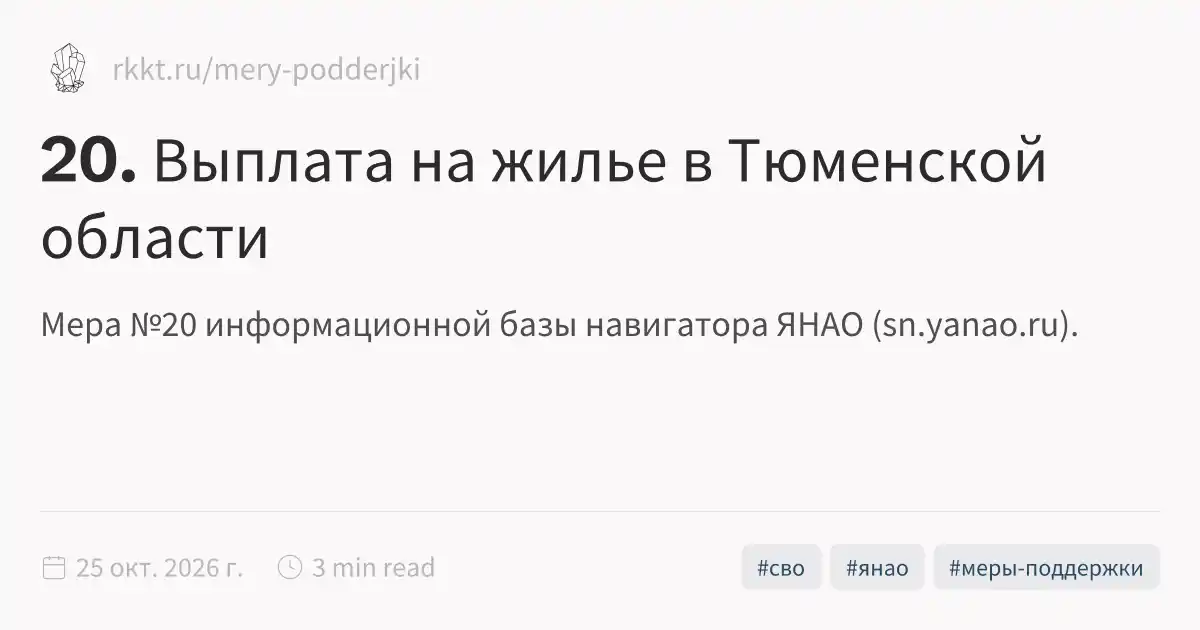 rkkt.ru/mery-podderjki
20. Выплата на жилье в Тюменской
области
Мера №20 информационной базы навигатора ЯНАО (sn.yanao.ru).
25 окт. 2026 г.
3 min read
#сво
#янао
#меры-поддержки